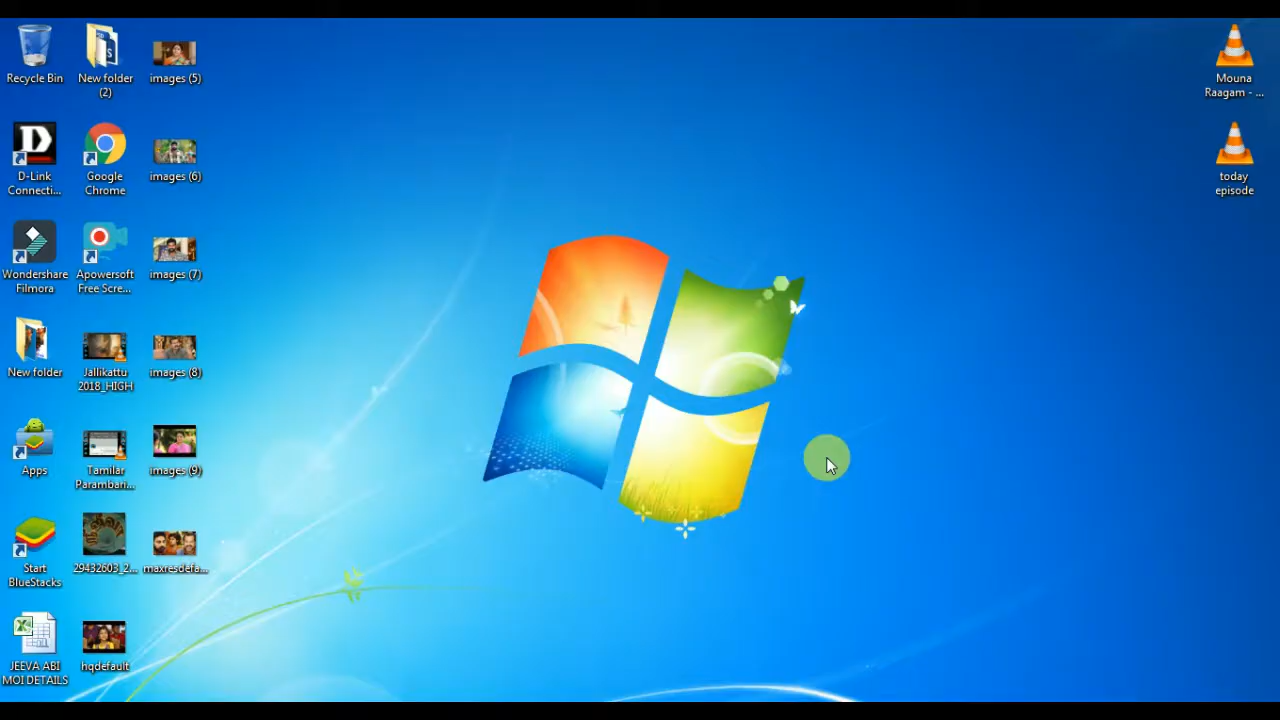 Recycle Bin
New folder
(2)
images (5)
Mouna
Raagam - ...
D-Link
Connecti...
Google
Chrome
images (6)
today
episode
Wondershare
Filmora
Apowersoft
Free Scre...
images (7)
New folder
Jallikattu
2018_HIGH
images (8)
Apps
Tamilar
Parambari...
images (9)
Start
BlueStacks
29432603_2...
maxresdefa...
JEEVA ABI
MOI DETAILS
hqdefault